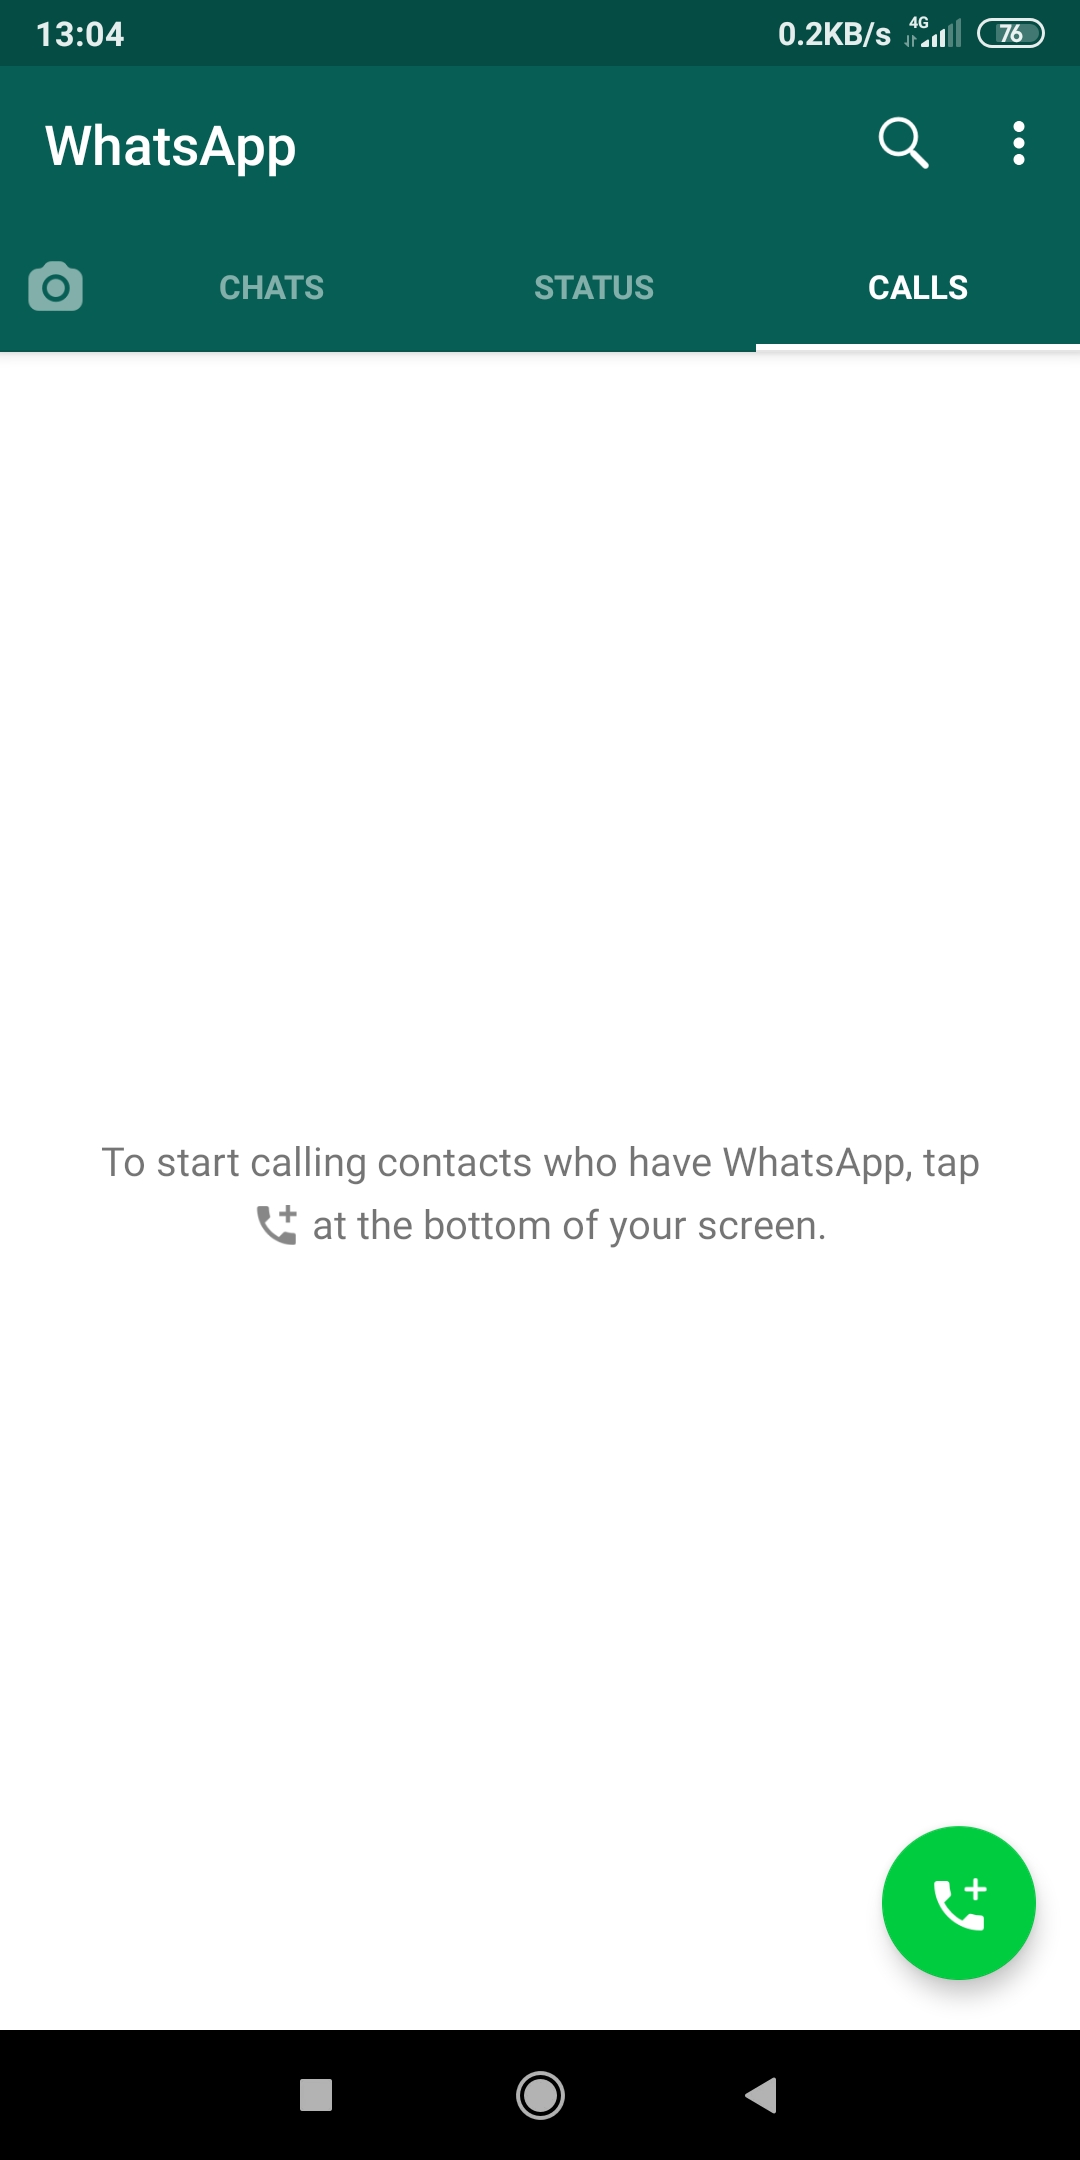 13:04 0.2KB/s 4G 76
WhatsApp
CHATS STATUS CALLS
To start calling contacts who have WhatsApp, tap
at the bottom of your screen.